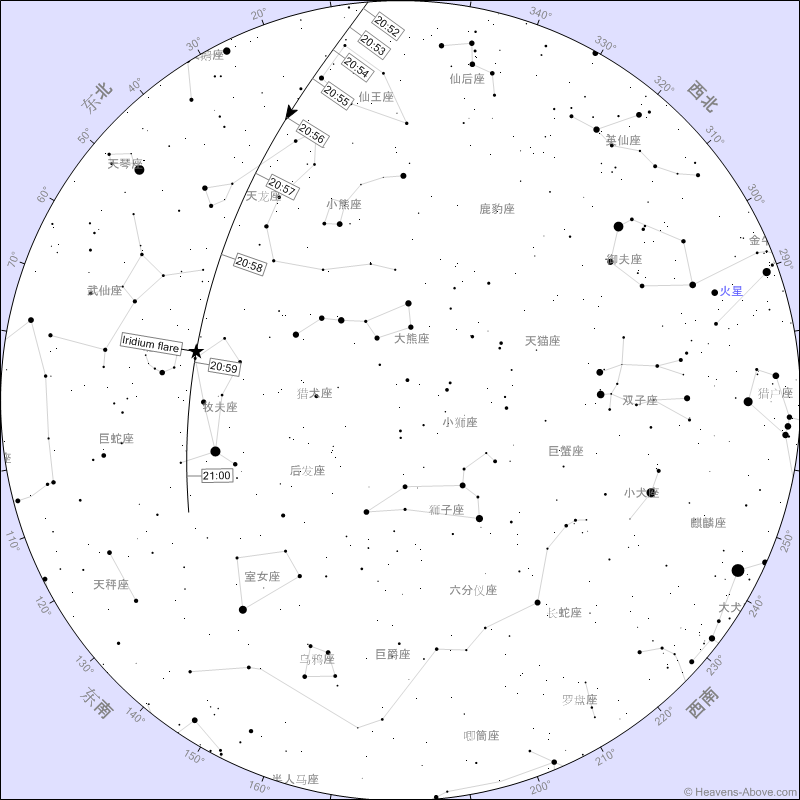 20°
340°
20:52
20:53
30°
330°
20:54
仙后座
20:55
仙王座
东北
40°
320°
西北
20:56
50°
310°
英仙座
天琴座
20:57
天龙座
小熊座
鹿豹座
60°
300°
金牛
20:58
御夫座
70°
290°
武仙座
火星
Iridium flare
大熊座
天猫座
20:59
牧夫座
猎犬座
双子座
猎户座
小狮座
巨蛇座
巨蟹座
座
后发座
21:00
小犬座
狮子座
麒麟座
110°
250°
天秤座
室女座
六分仪座
长蛇座
大犬
120°
240°
乌鸦座
巨爵座
130°
230°
东南
140°
罗盘座
220°
西南
唧筒座
150°
210°
160°
半人马座
200°
© Heavens-Above.com